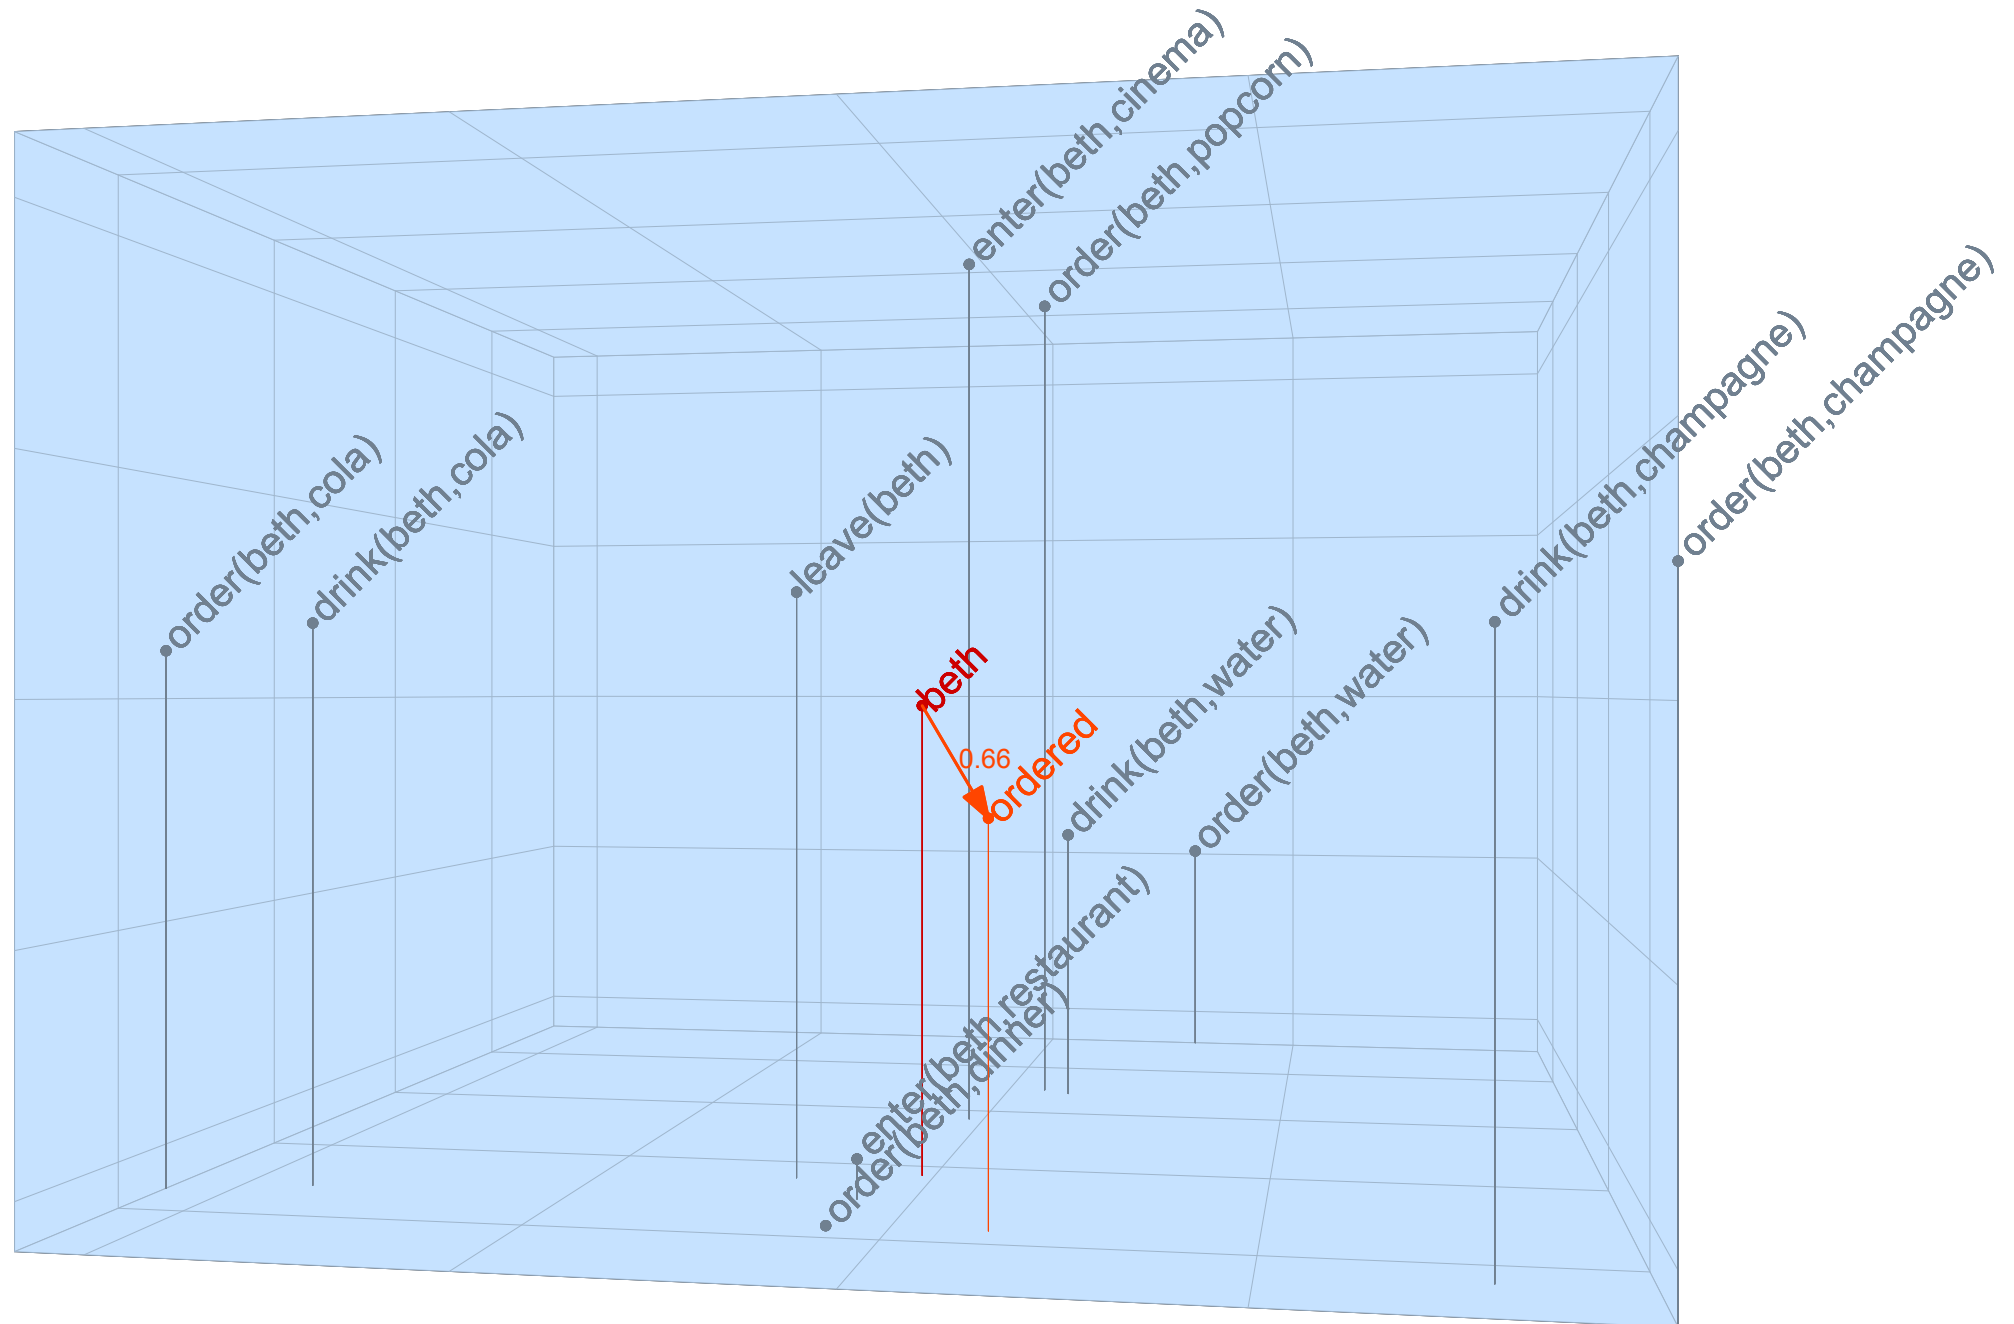 enter(beth,cinema)
order(beth,popcorn)
order(beth,champagne)
drink(beth,champagne)
order(beth,cola)
drink(beth,cola)
leave(beth)
beth
0.66
ordered
drink(beth,water)
order(beth,water)
enter(beth,restaurant)
order(beth,dinner)